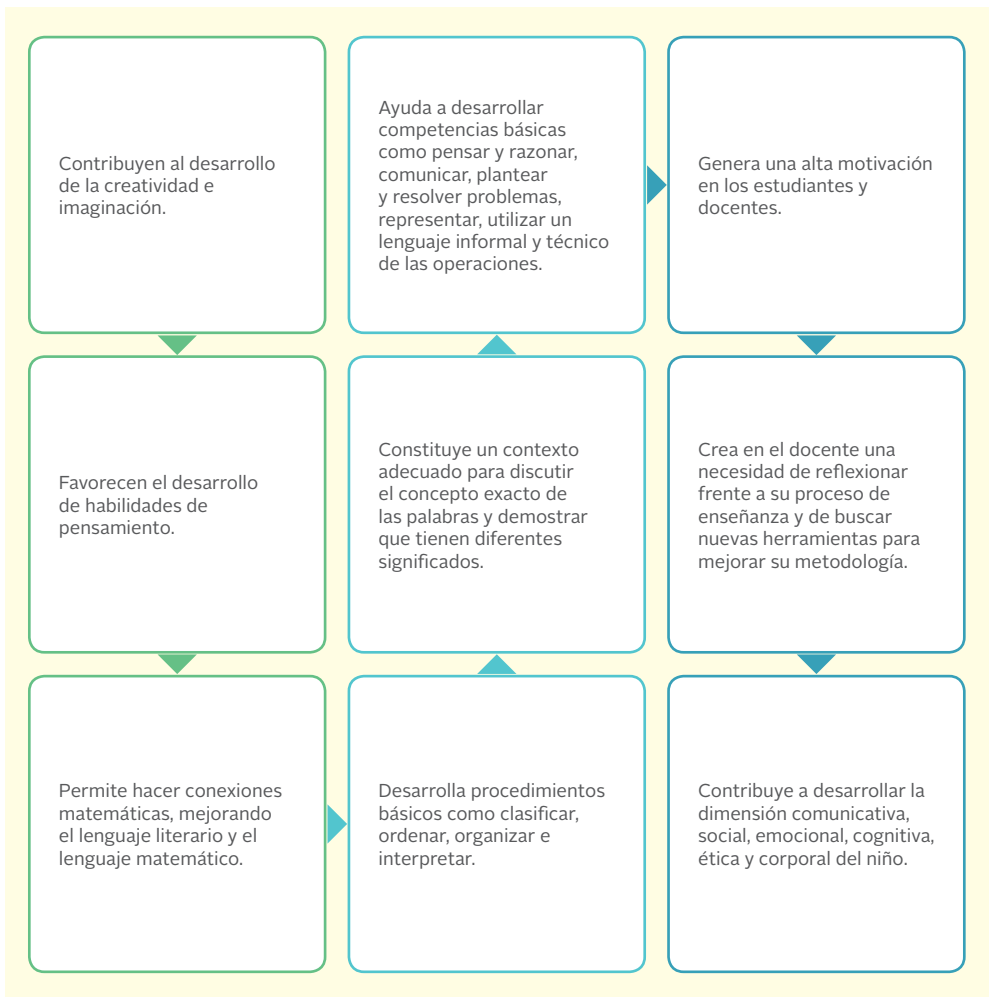 Contribuyen al desarrollo
de la creatividad e
imaginación.
Favorecen el desarrollo
de habilidades de
pensamiento.
Permite hacer conexiones
matemáticas, mejorando
el lenguaje literario y el
lenguaje matemático.
Desarrolla procedimientos
básicos como clasificar,
ordenar, organizar e
interpretar.
Constituye un contexto
adecuado para discutir
el concepto exacto de
las palabras y demostrar
que tienen diferentes
significados.
Ayuda a desarrollar
competencias básicas
como pensar y razonar,
comunicar, plantear
y resolver problemas,
representar, utilizar un
lenguaje informal y técnico
de las operaciones.
Genera una alta motivación
en los estudiantes y
docentes.
Crea en el docente una
necesidad de reflexionar
frente a su proceso de
enseñanza y de buscar
nuevas herramientas para
mejorar su metodología.
Contribuye a desarrollar la
dimensión comunicativa,
social, emocional, cognitiva,
ética y corporal del niño.